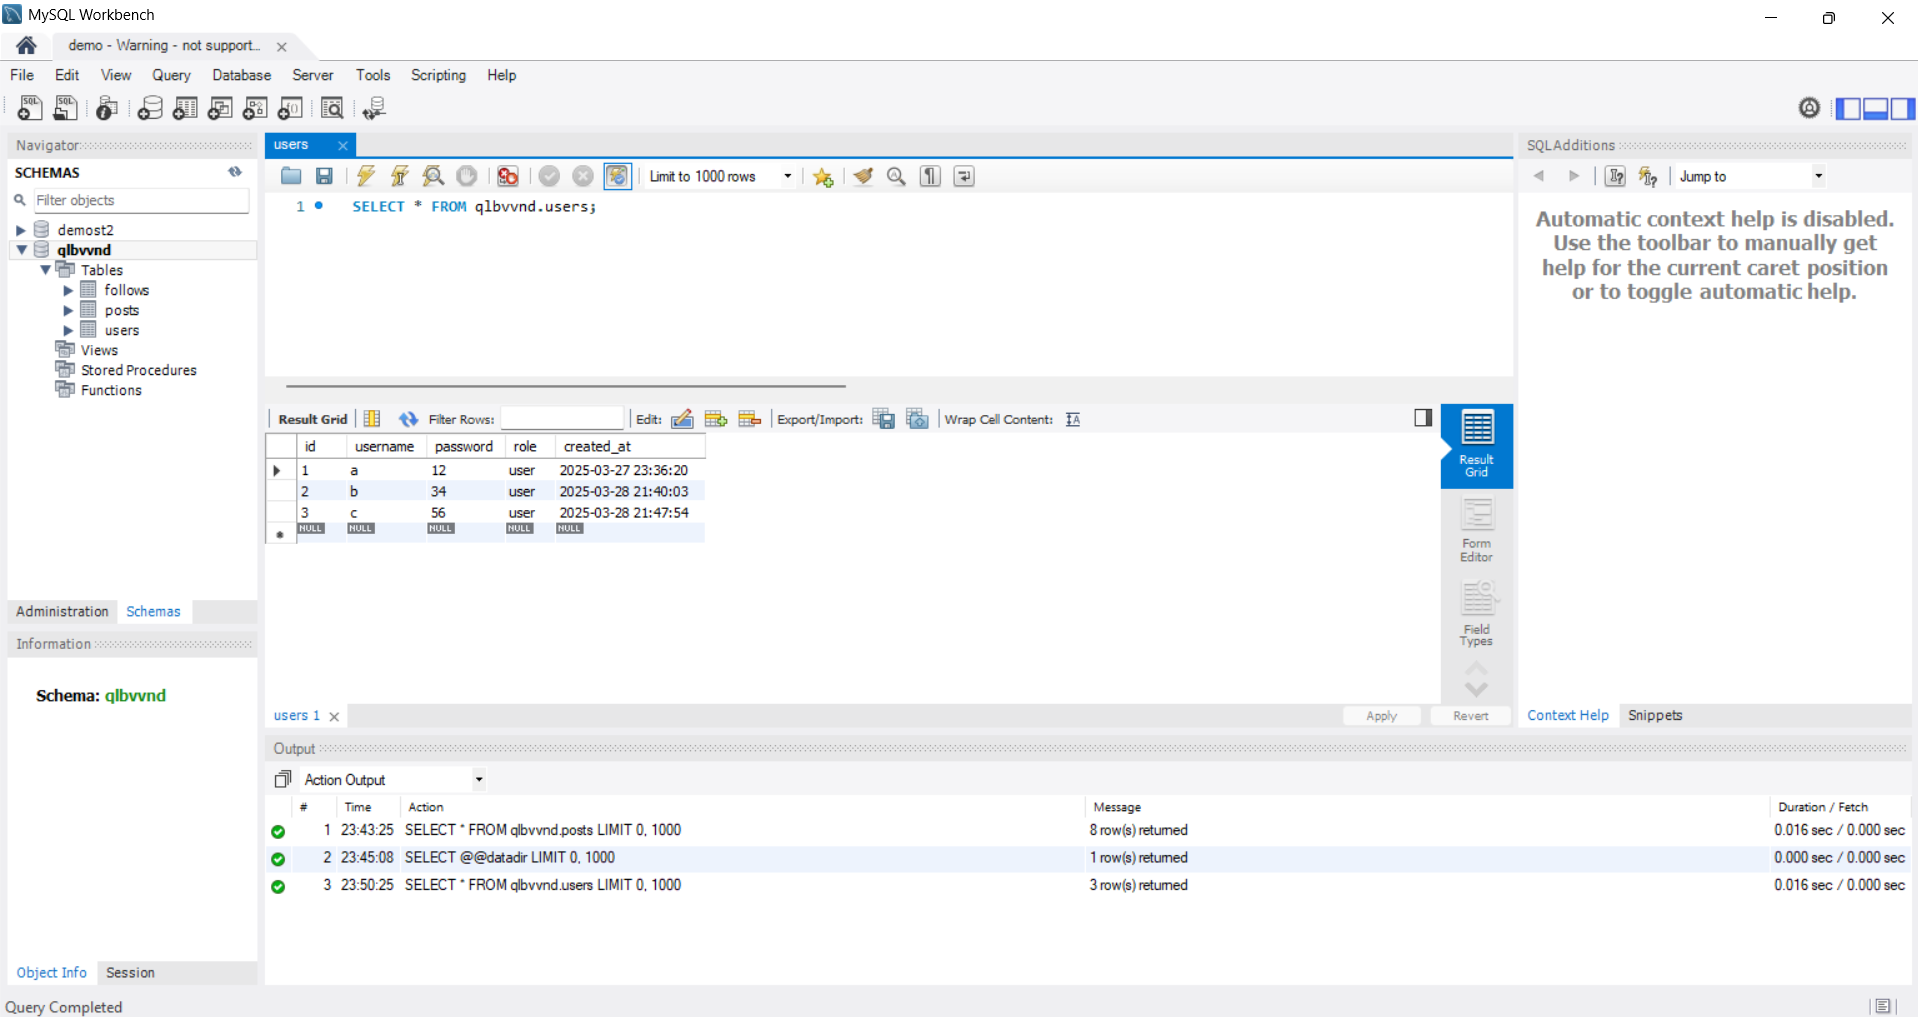 MySQL Workbench
demo - Warning - not support...
File Edit View Query Database Server Tools Scripting Help
Navigator
SCHEMAS
Filter objects
demost2
qlbvvnd
Tables
follows
posts
users
Views
Stored Procedures
Functions
Administration Schemas
Information
Schema: qlbvvnd
Object Info Session
users
Limit to 1000 rows
1 SELECT * FROM qlbvvnd.users;
Result Grid Filter Rows: Edit: Export/Import: Wrap Cell Content:
id username password role created_at
1 a 12 user 2025-03-27 23:36:20
2 b 34 user 2025-03-28 21:40:03
3 c 56 user 2025-03-28 21:47:54
NULL NULL NULL NULL NULL
Result
Grid
Form
Editor
Field
Types
users 1
Apply Revert
SQLAdditions
Jump to
Automatic context help is disabled.
Use the toolbar to manually get
help for the current caret position
or to toggle automatic help.
Context Help Snippets
Output
Action Output
# Time Action Message Duration / Fetch
1 23:43:25 SELECT * FROM qlbvvnd.posts LIMIT 0, 1000 8 row(s) returned 0.016 sec / 0.000 sec
2 23:45:08 SELECT @@datadir LIMIT 0, 1000 1 row(s) returned 0.000 sec / 0.000 sec
3 23:50:25 SELECT * FROM qlbvvnd.users LIMIT 0, 1000 3 row(s) returned 0.016 sec / 0.000 sec
Query Completed